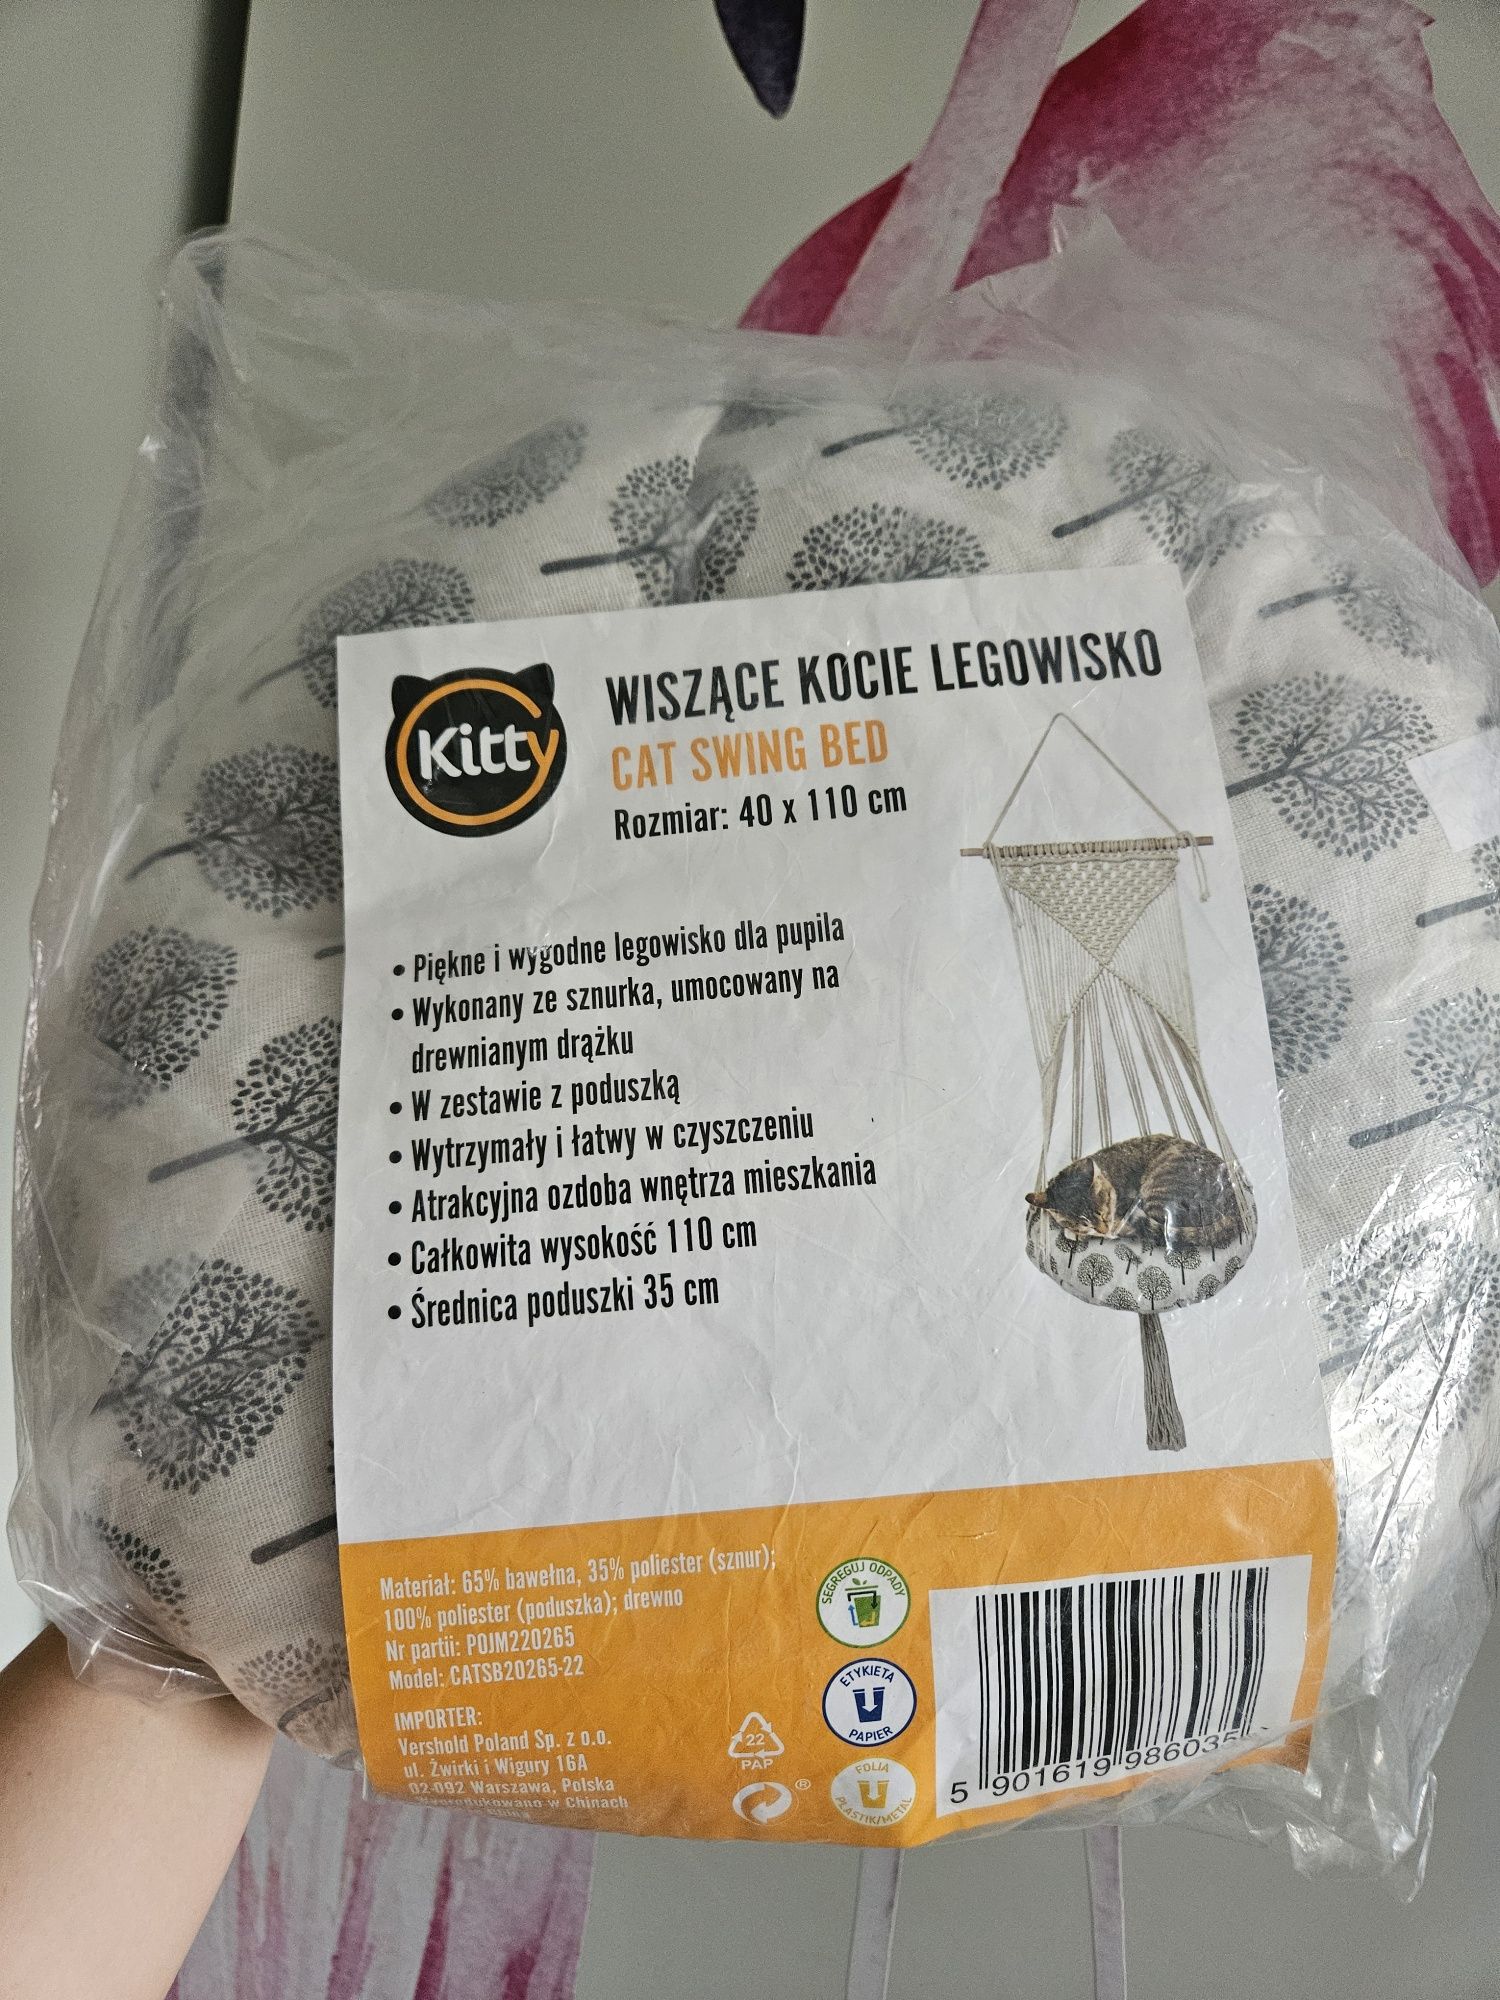 Kitty
WISZĄCE KOCIE LEGOWISKO
CAT SWING BED
Rozmiar: 40 x 110 cm
• Piękne i wygodne legowisko dla pupila
• Wykonany ze sznurka, umocowany na
drewnianym drążku
• W zestawie z poduszką
• Wytrzymały i łatwy w czyszczeniu
• Atrakcyjna ozdoba wnętrza mieszkania
• Całkowita wysokość 110 cm
• Średnica poduszki 35 cm
Materiał: 65% bawełna, 35% poliester (sznur);
100% poliester (poduszka); drewno
Nr partii: POJM220265
Model: CATSB20265-22
IMPORTER:
Vershold Poland Sp. z o.o.
ul. Żwirki i Wigury 16A
02-092 Warszawa, Polska
Wyprodukowano w Chinach
22
PAP
®
SEGREGUJ ODPADY
ETYKIETA
PAPIER
FOLIA
PLASTIK/METAL
5 901619 986035